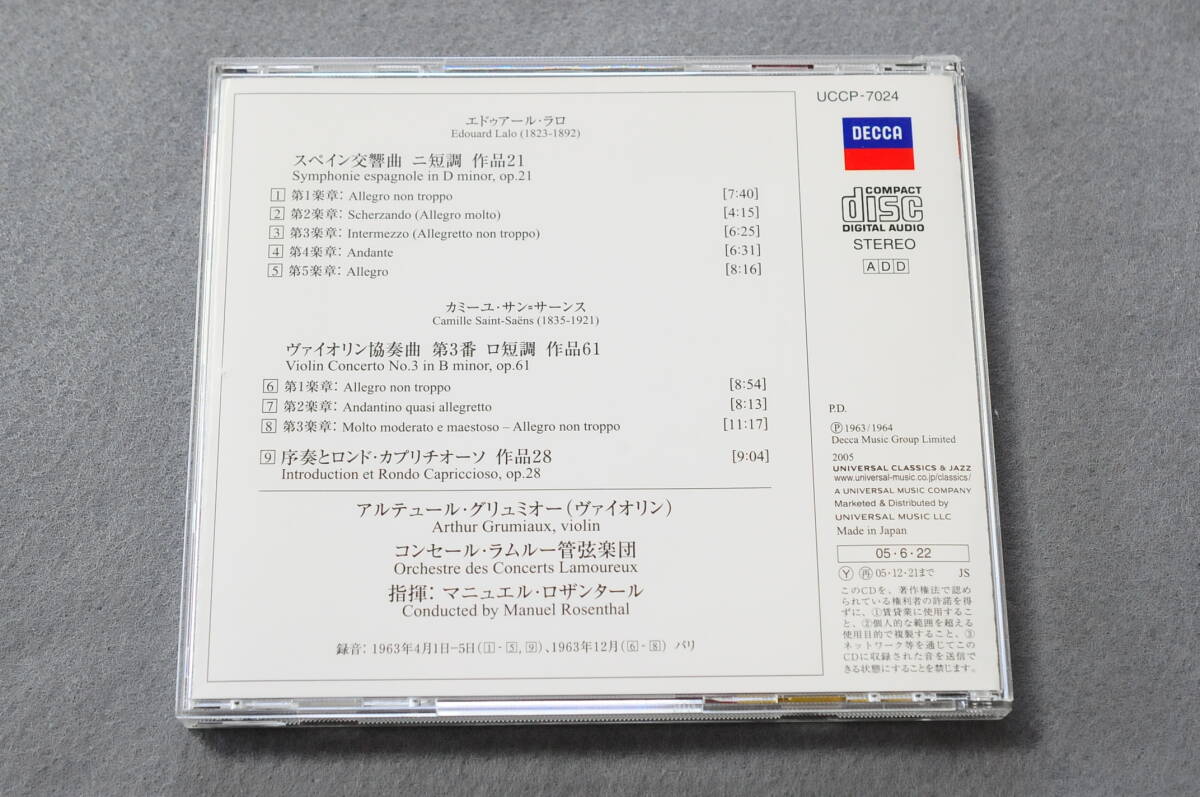 エドゥアール・ラロ
Edouard Lalo (1823-1892)
スペイン交響曲 ニ短調 作品21
Symphonie espagnole in D minor, op.21
1 第1楽章: Allegro non troppo [7:40]
2 第2楽章: Scherzando (Allegro molto) [4:15]
3 第3楽章: Intermezzo (Allegretto non troppo) [6:25]
4 第4楽章: Andante [6:31]
5 第5楽章: Allegro [8:16]
カミーユ・サン=サーンス
Camille Saint-Saëns (1835-1921)
ヴァイオリン協奏曲 第3番 ロ短調 作品61
Violin Concerto No.3 in B minor, op.61
6 第1楽章: Allegro non troppo [8:54]
7 第2楽章: Andantino quasi allegretto [8:13]
8 第3楽章: Molto moderato e maestoso – Allegro non troppo [11:17]
9 序奏とロンド・カプリチオーソ 作品28 [9:04]
Introduction et Rondo Capriccioso, op.28
アルテュール・グリュミオー(ヴァイオリン)
Arthur Grumiaux, violin
コンセール・ラムルー管弦楽団
Orchestre des Concerts Lamoureux
指揮: マニュエル・ロザンタール
Conducted by Manuel Rosenthal
録音: 1963年4月1日-5日(1-5, 9)、1963年12月(6-8) パリ
UCCP-7024
DECCA
COMPACT
disc
DIGITAL AUDIO
STEREO
ADD
P.D.
Ⓟ 1963/1964
Decca Music Group Limited
2005
UNIVERSAL CLASSICS & JAZZ
www.universal-music.co.jp/classics/
A UNIVERSAL MUSIC COMPANY
Marketed & Distributed by
UNIVERSAL MUSIC LLC
Made in Japan
05・6・22
Ⓨ ㊢ 05・12・21まで JS
このCDを、著作権法で認め
られている権利者の許諾を得
ずに、①賃貸業に使用するこ
と、②個人的な範囲を超える
使用目的で複製すること、③
ネットワーク等を通じてこの
CDに収録された音を送信で
きる状態にすることを禁じます。